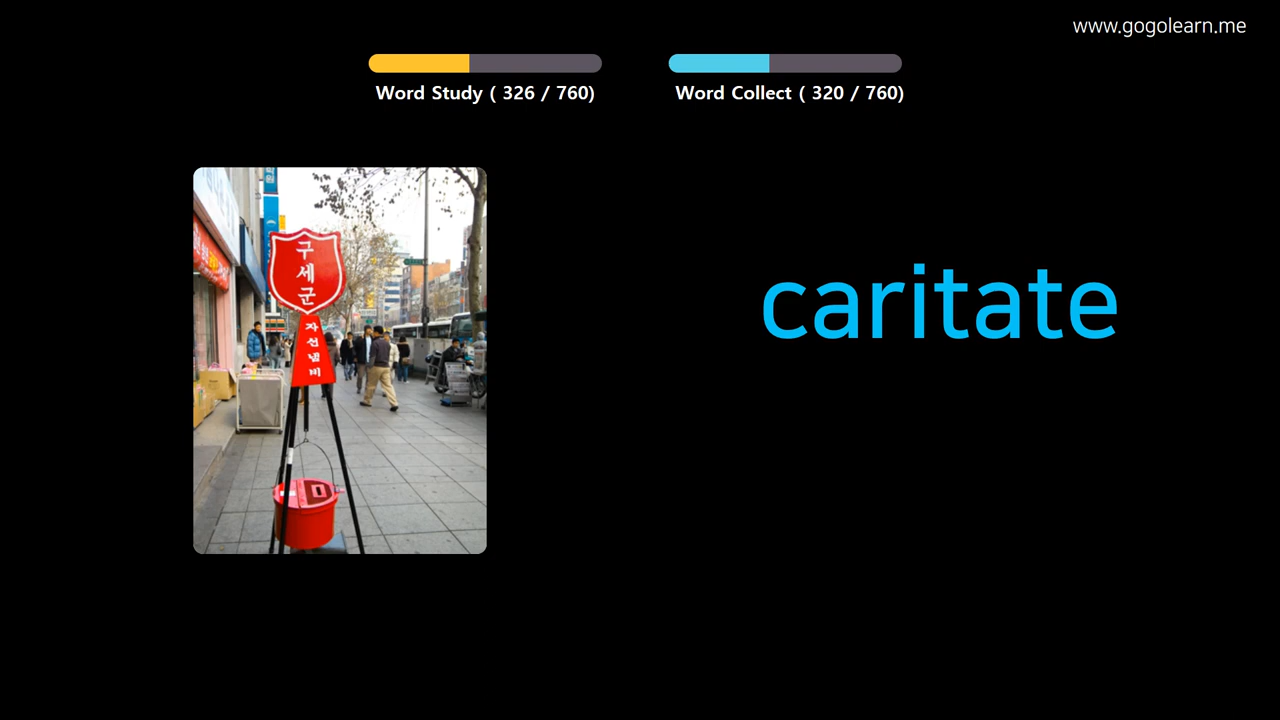 www.gogolearn.me
Word Study ( 326 / 760)
Word Collect ( 320 / 760)
구세군
자선냄비
caritate